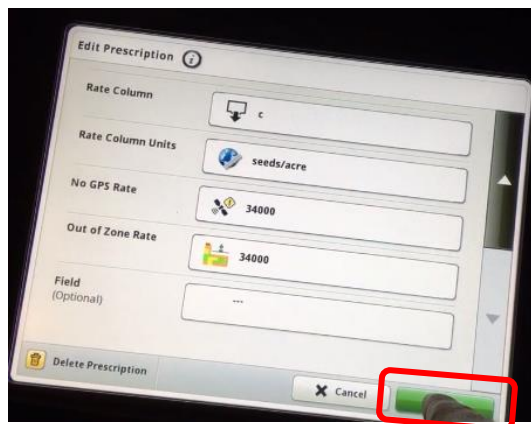 Edit Prescription
Rate Column
c
Rate Column Units
seeds/acre
No GPS Rate
34000
Out of Zone Rate
34000
Field
(Optional)
---
Delete Prescription
Cancel